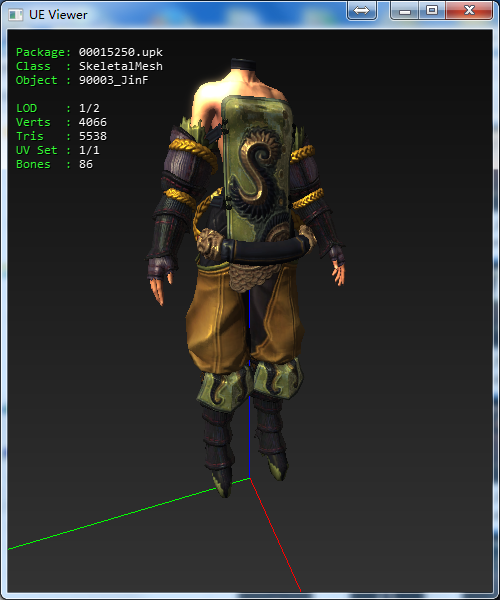 UE Viewer
Package: 00015250.upk
Class : SkeletalMesh
Object : 90003_JinF
LOD : 1/2
Verts : 4066
Tris : 5538
UV Set : 1/1
Bones : 86